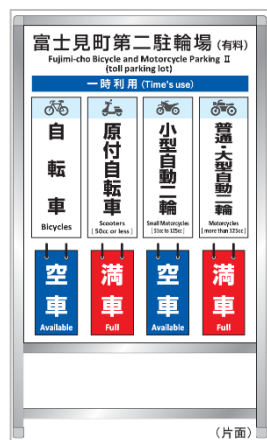 富士見町第二駐輪場(有料)
Fujimi-cho Bicycle and Motorcycle Parking Ⅱ
(toll parking lot)
一時利用(Time's use)
自転車
Bicycles
原付自転車
Scooters
[50cc or less]
小型自動二輪
Small Motorcycles
[51cc to 125cc]
普通・大型自動二輪
Motorcycles
[more than 125cc]
空車
Available
満車
Full
空車
Available
満車
Full
(片面)